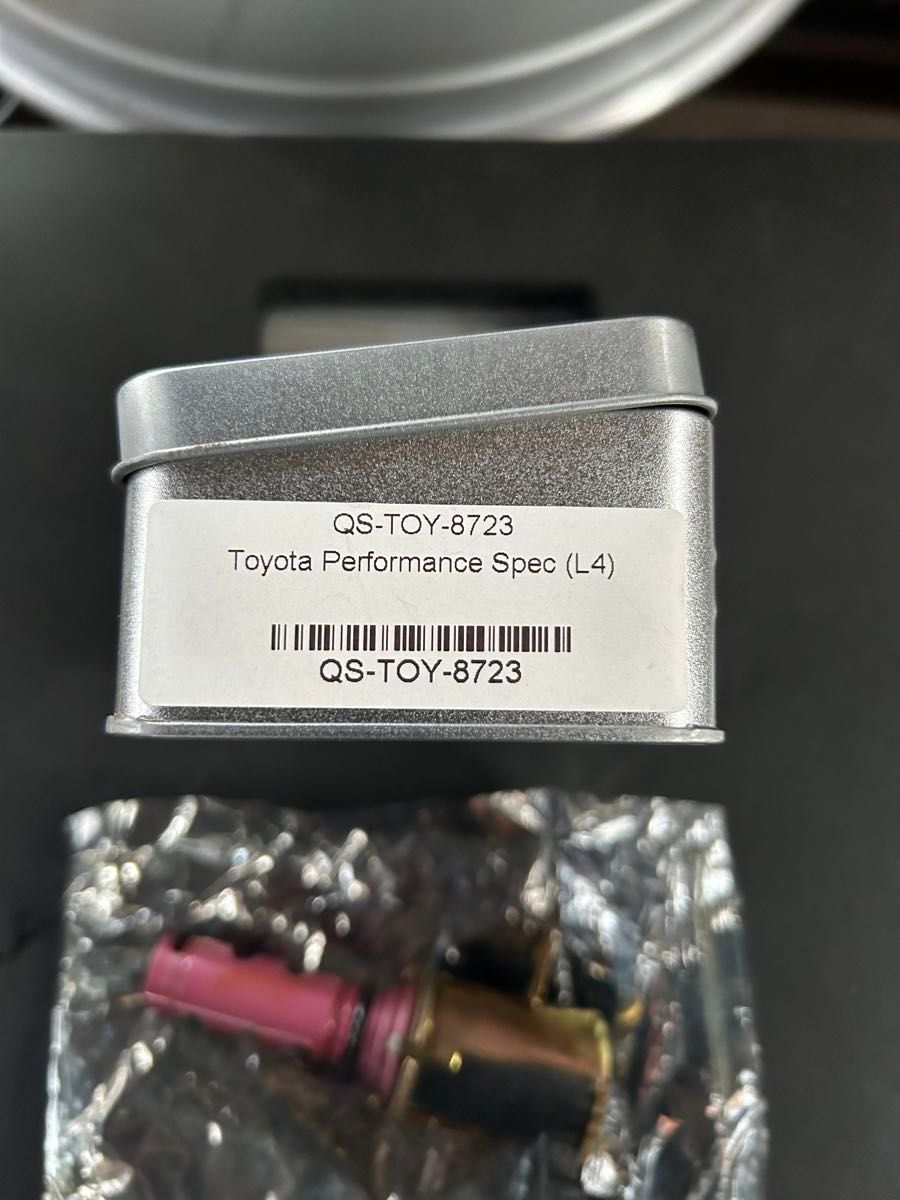 QS-TOY-8723
Toyota Performance Spec (L4)
QS-TOY-8723